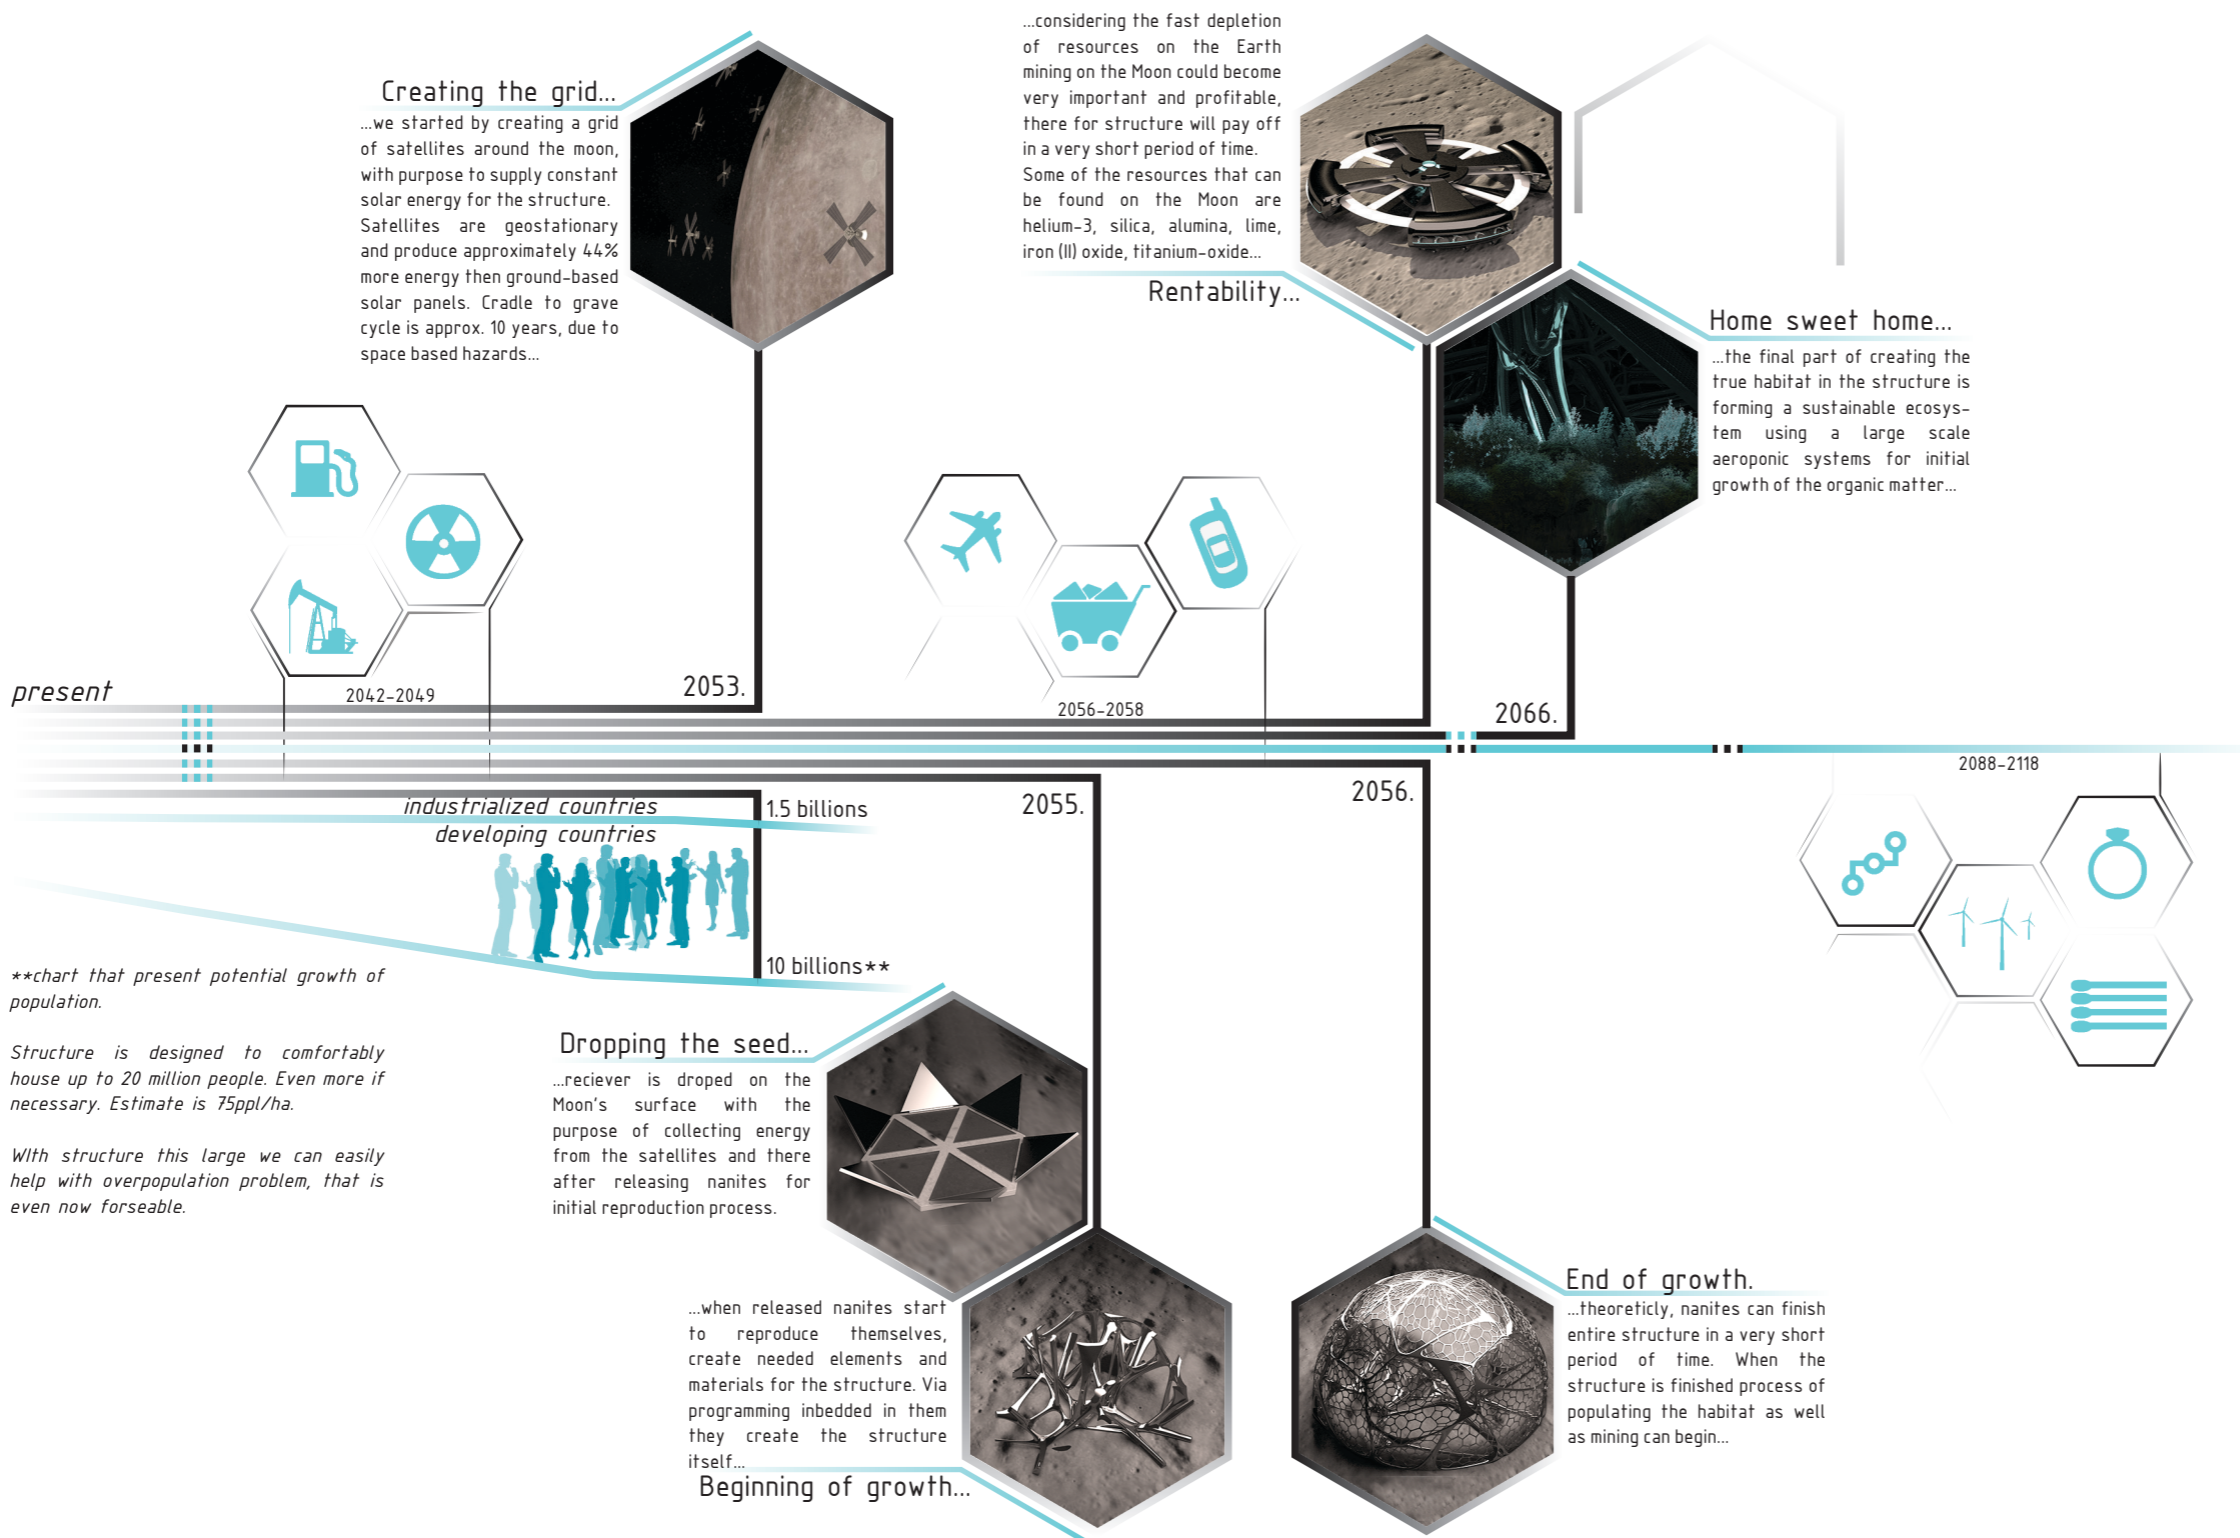 Creating the grid...
...we started by creating a grid
of satellites around the moon,
with purpose to supply constant
solar energy for the structure.
Satellites are geostationary
and produce approximately 44%
more energy then ground-based
solar panels. Cradle to grave
cycle is approx. 10 years, due to
space based hazards...
...considering the fast depletion
of resources on the Earth
mining on the Moon could become
very important and profitable,
there for structure will pay off
in a very short period of time.
Some of the resources that can
be found on the Moon are
helium-3, silica, alumina, lime,
iron (II) oxide, titanium-oxide...
Rentability...
Home sweet home...
...the final part of creating the
true habitat in the structure is
forming a sustainable ecosys-
tem using a large scale
aeroponic systems for initial
growth of the organic matter...
present
2042-2049
2053.
2056-2058
2066.
2088-2118
industrialized countries
developing countries
1.5 billions
10 billions**
2055.
2056.
**chart that present potential growth of
population.
Structure is designed to comfortably
house up to 20 million people. Even more if
necessary. Estimate is 75ppl/ha.
WIth structure this large we can easily
help with overpopulation problem, that is
even now forseable.
Dropping the seed...
...reciever is droped on the
Moon's surface with the
purpose of collecting energy
from the satellites and there
after releasing nanites for
initial reproduction process.
...when released nanites start
to reproduce themselves,
create needed elements and
materials for the structure. Via
programming inbedded in them
they create the structure
itself...
Beginning of growth...
End of growth.
...theoreticly, nanites can finish
entire structure in a very short
period of time. When the
structure is finished process of
populating the habitat as well
as mining can begin...